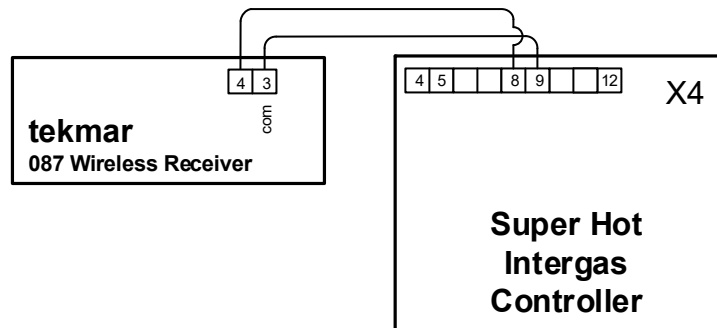 4 3
com
tekmar
087 Wireless Receiver
4 5 8 9 12
X4
Super Hot
Intergas
Controller